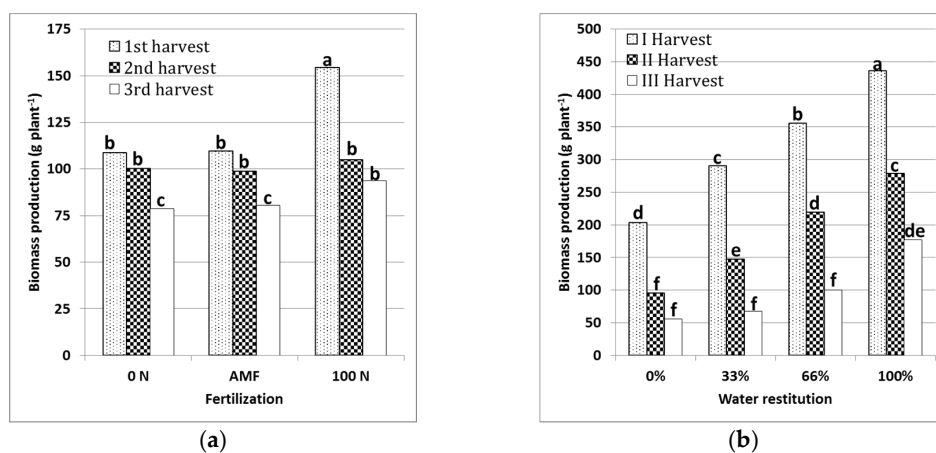 175
150
125
100
75
50
25
0
Biomass production (g plant⁻¹)
1st harvest
2nd harvest
3rd harvest
b b c
b b c
a b b
0 N AMF 100 N
Fertilization
(a)
500
450
400
350
300
250
200
150
100
50
0
Biomass production (g plant⁻¹)
I Harvest
II Harvest
III Harvest
d f f
c e f
b d f
a c de
0% 33% 66% 100%
Water restitution
(b)